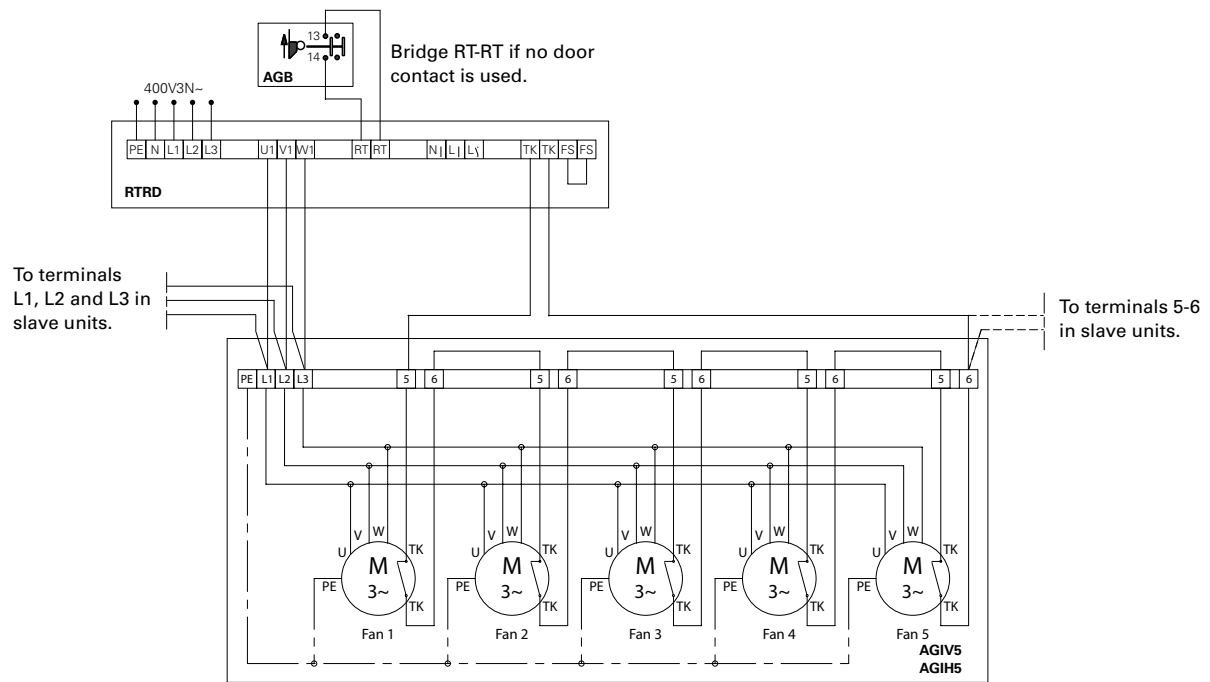 13
14
AGB
Bridge RT-RT if no door
contact is used.
400V3N~
PE N L1 L2 L3 U1 V1 W1 RT RT N L L TK TK FS FS
RTRD
To terminals
L1, L2 and L3 in
slave units.
To terminals 5-6
in slave units.
PE L1 L2 L3 5 6 5 6 5 6 5 6 5 6
U V W TK U V W TK U V W TK U V W TK U V W TK
PE M 3~ TK PE M 3~ TK PE M 3~ TK PE M 3~ TK PE M 3~ TK
Fan 1 Fan 2 Fan 3 Fan 4 Fan 5
AGIV5
AGIH5